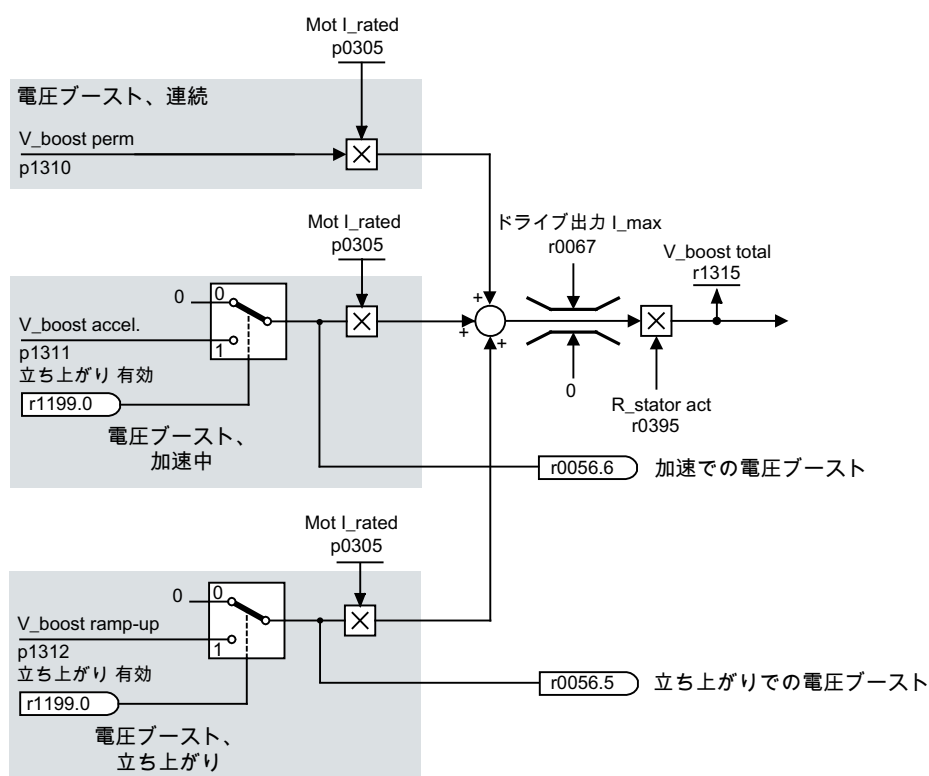 Mot I_rated
p0305
電圧ブースト、連続
V_boost perm
p1310
Mot I_rated
p0305
ドライブ出力 I_max
r0067
V_boost total
r1315
0
0
V_boost accel.
p1311
1
立ち上がり 有効
r1199.0
電圧ブースト、
加速中
+
+
+
0
R_stator act
r0395
r0056.6
加速での電圧ブースト
Mot I_rated
p0305
0
0
V_boost ramp-up
p1312
1
立ち上がり 有効
r1199.0
電圧ブースト、
立ち上がり
r0056.5
立ち上がりでの電圧ブースト